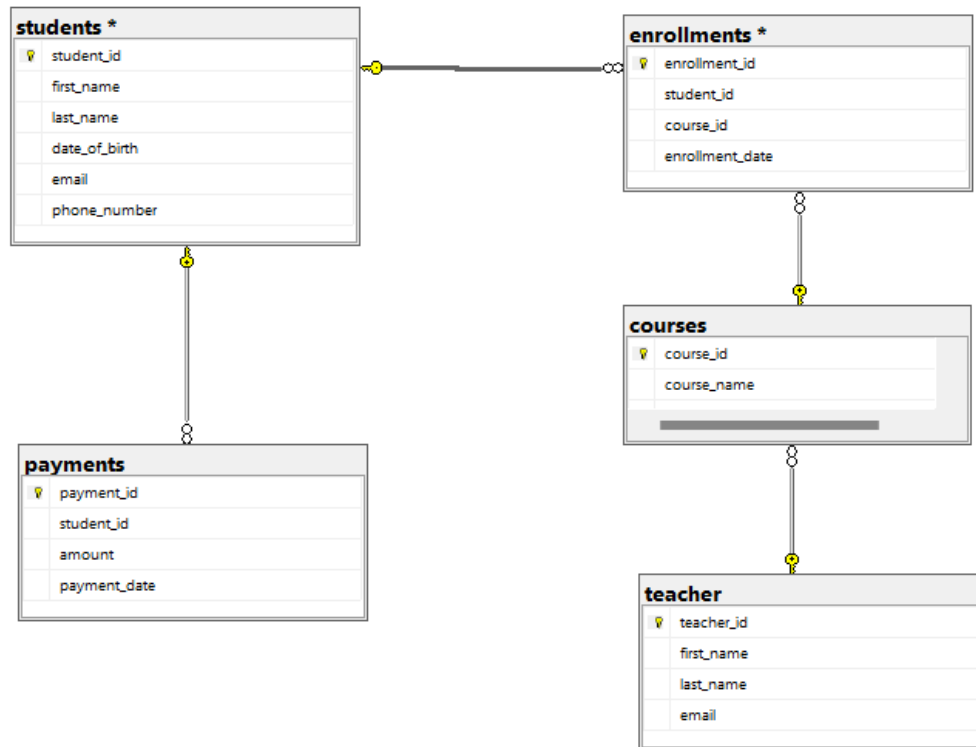 students *
student_id
first_name
last_name
date_of_birth
email
phone_number
enrollments *
enrollment_id
student_id
course_id
enrollment_date
courses
course_id
course_name
payments
payment_id
student_id
amount
payment_date
teacher
teacher_id
first_name
last_name
email